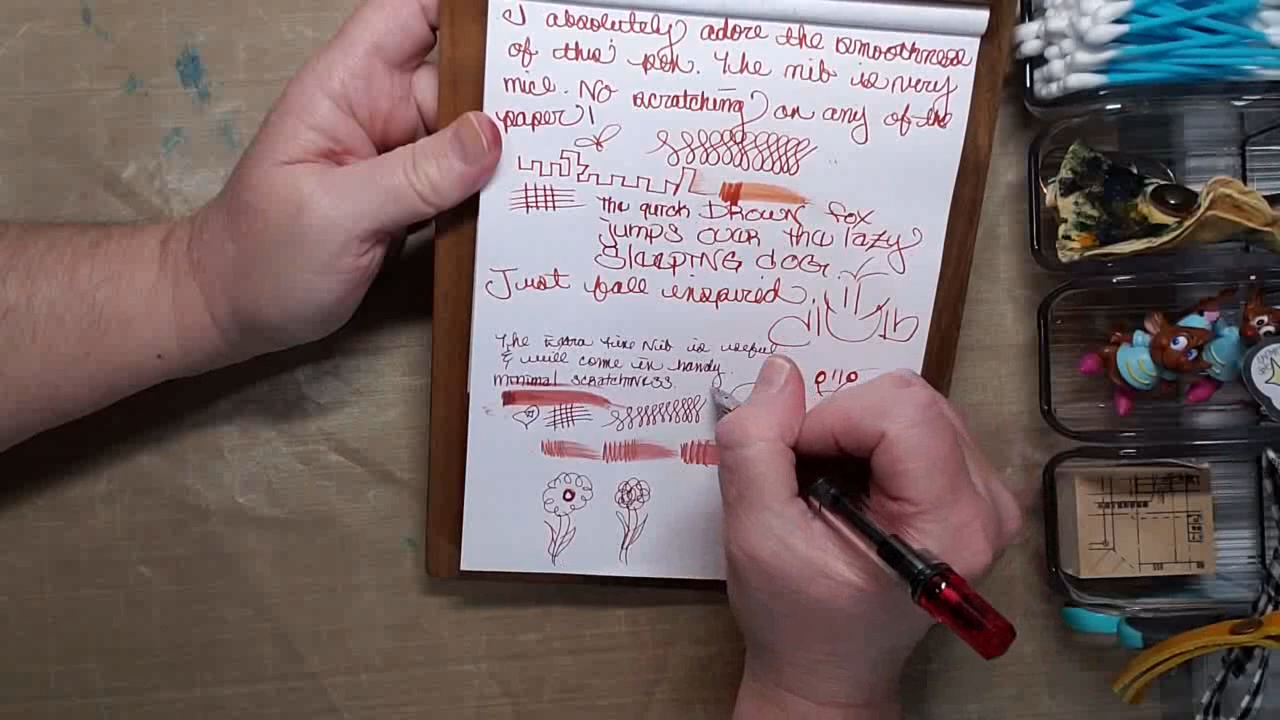 I absolutely adore the smoothness
of this pen. The nib is very
nice. No scratching on any of the
paper!
The quick BROWN fox
jumps over the lazy
sleepING dOG.
Just fall inspired.
The Extra Fine Nib is useful
& will come in handy.
minimal scratchiness.